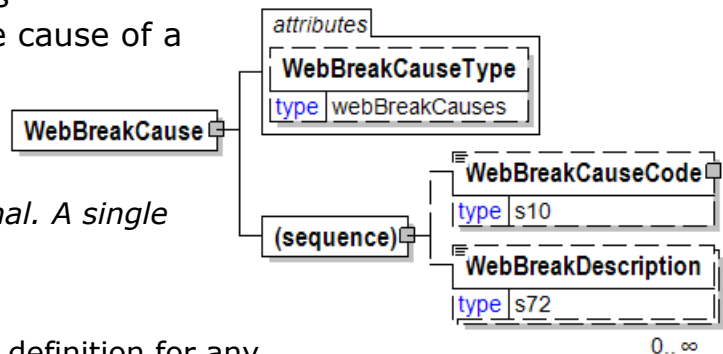 s
e cause of a
attributes
WebBreakCauseType
type webBreakCauses
WebBreakCause
WebBreakCauseCode
type s10
nal. A single
(sequence)
WebBreakDescription
type s72
0..∞
definition for any